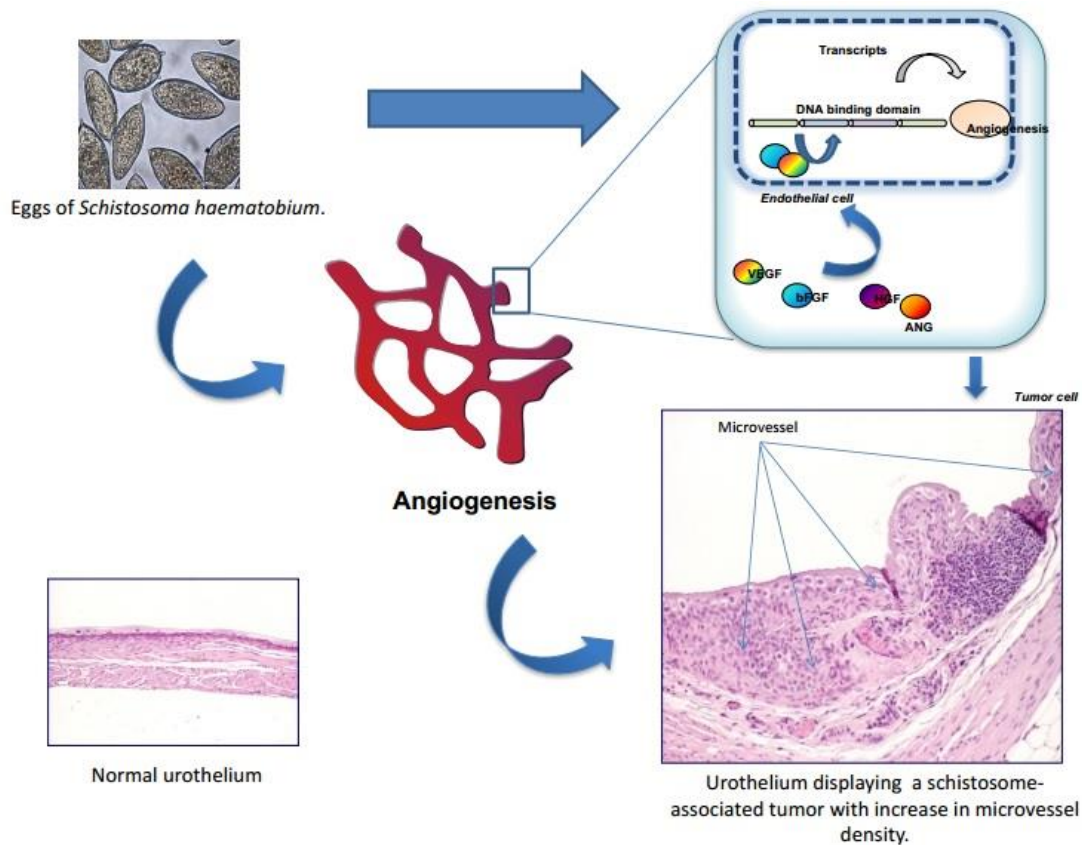 Transcripts
DNA binding domain
Angiogenesis
Endothelial cell
VEGF
bFGF
HGF
ANG
Eggs of Schistosoma haematobium.
Angiogenesis
Tumor cell
Microvessel
Normal urothelium
Urothelium displaying a schistosome-
associated tumor with increase in microvessel
density.